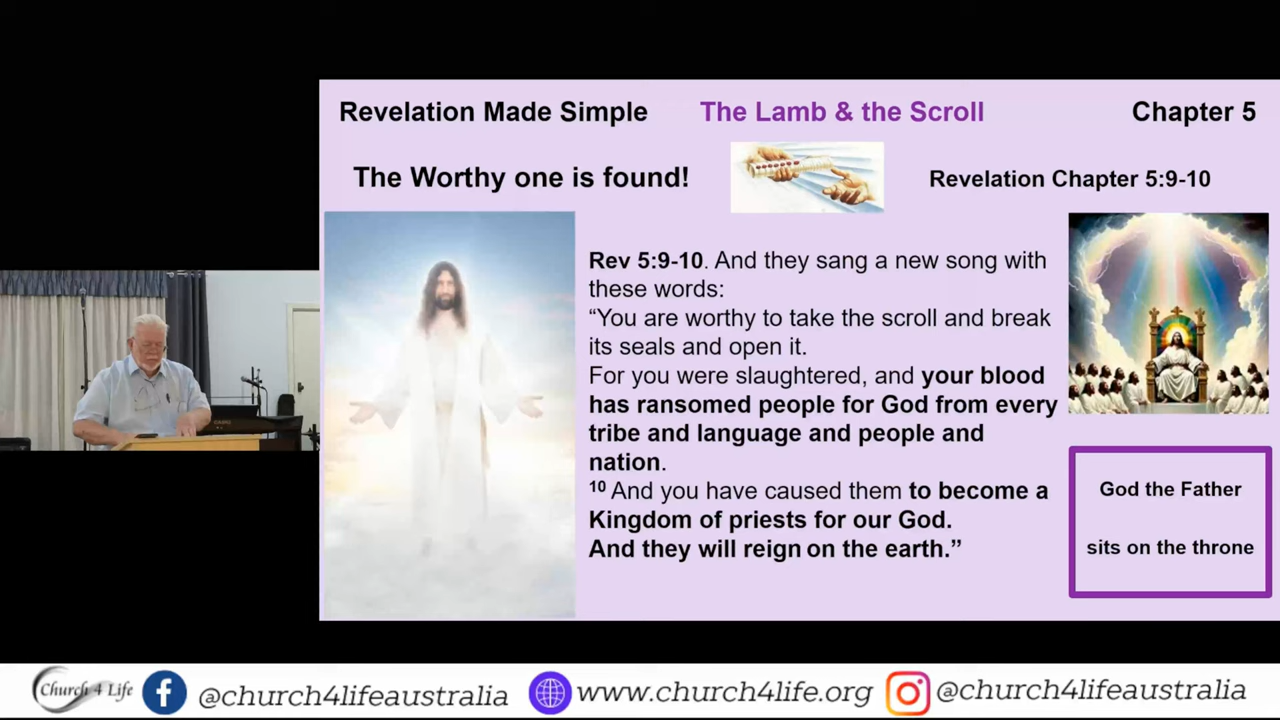 Revelation Made Simple The Lamb & the Scroll Chapter 5
The Worthy one is found! Revelation Chapter 5:9-10
Rev 5:9-10. And they sang a new song with
these words:
“You are worthy to take the scroll and break
its seals and open it.
For you were slaughtered, and your blood
has ransomed people for God from every
tribe and language and people and
nation.
10 And you have caused them to become a
Kingdom of priests for our God.
And they will reign on the earth.”
God the Father
sits on the throne
Church 4 Life @church4lifeaustralia www.church4life.org @church4lifeaustralia